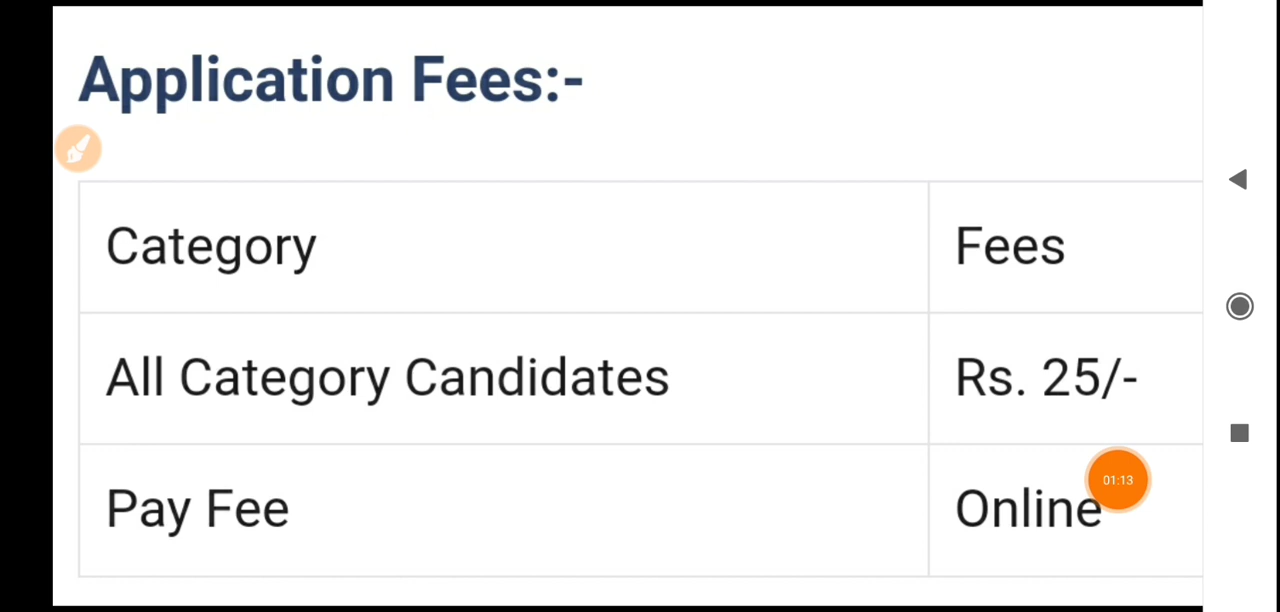 Application Fees:-
Category Fees
All Category Candidates Rs. 25/-
Pay Fee Online
01:13